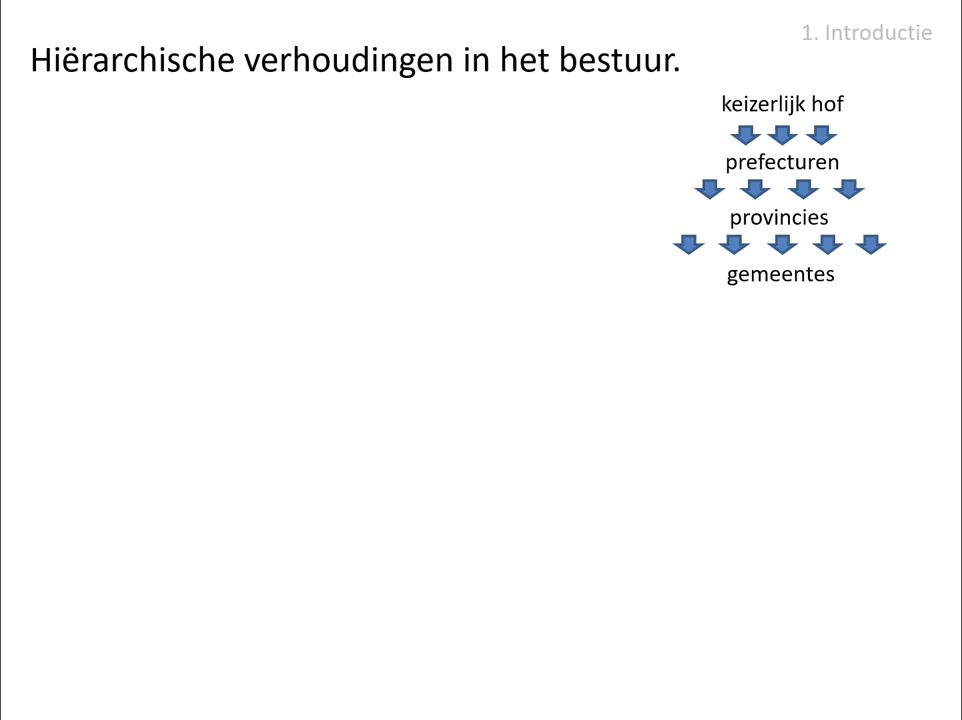 1. Introductie
Hiërarchische verhoudingen in het bestuur.
keizerlijk hof
prefecturen
provincies
gemeentes